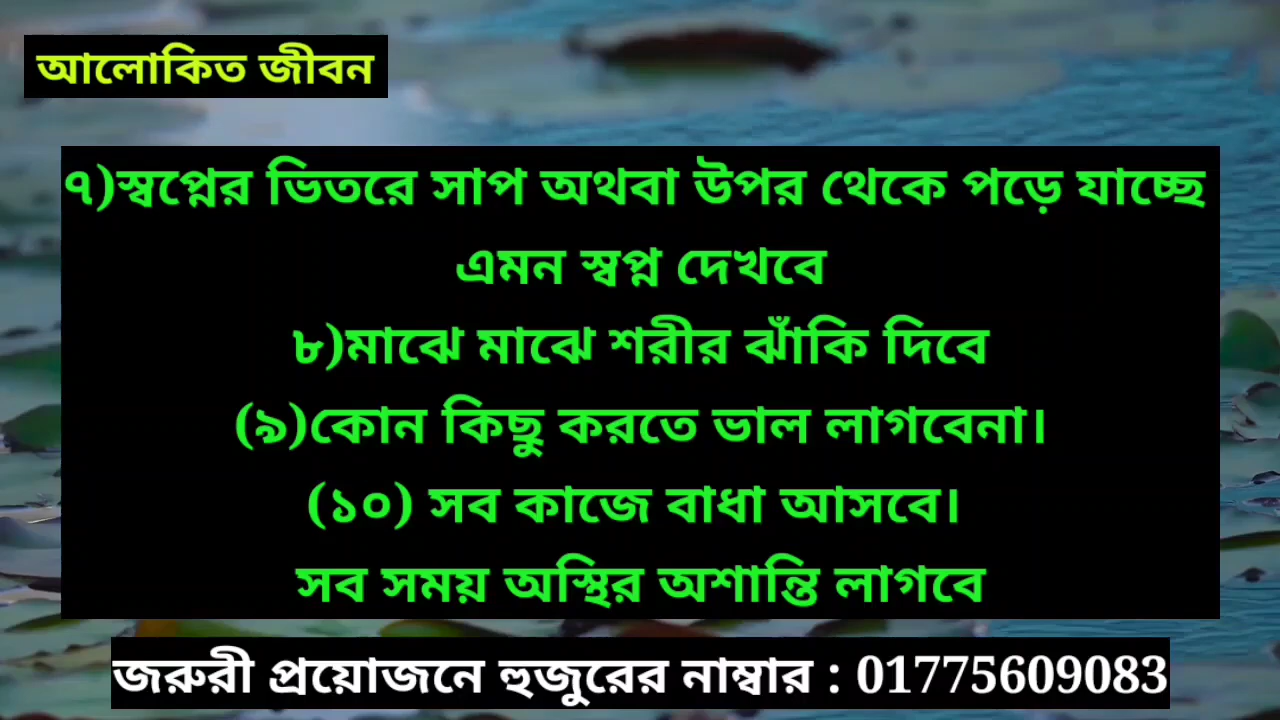 আলোকিত জীবন
৭)স্বপ্নের ভিতরে সাপ অথবা উপর থেকে পড়ে যাচ্ছে
এমন স্বপ্ন দেখবে
৮)মাঝে মাঝে শরীর ঝাঁকি দিবে
(৯)কোন কিছু করতে ভাল লাগবেনা।
(১০) সব কাজে বাধা আসবে।
সব সময় অস্থির অশান্তি লাগবে
জরুরী প্রয়োজনে হুজুরের নাম্বার : 01775609083